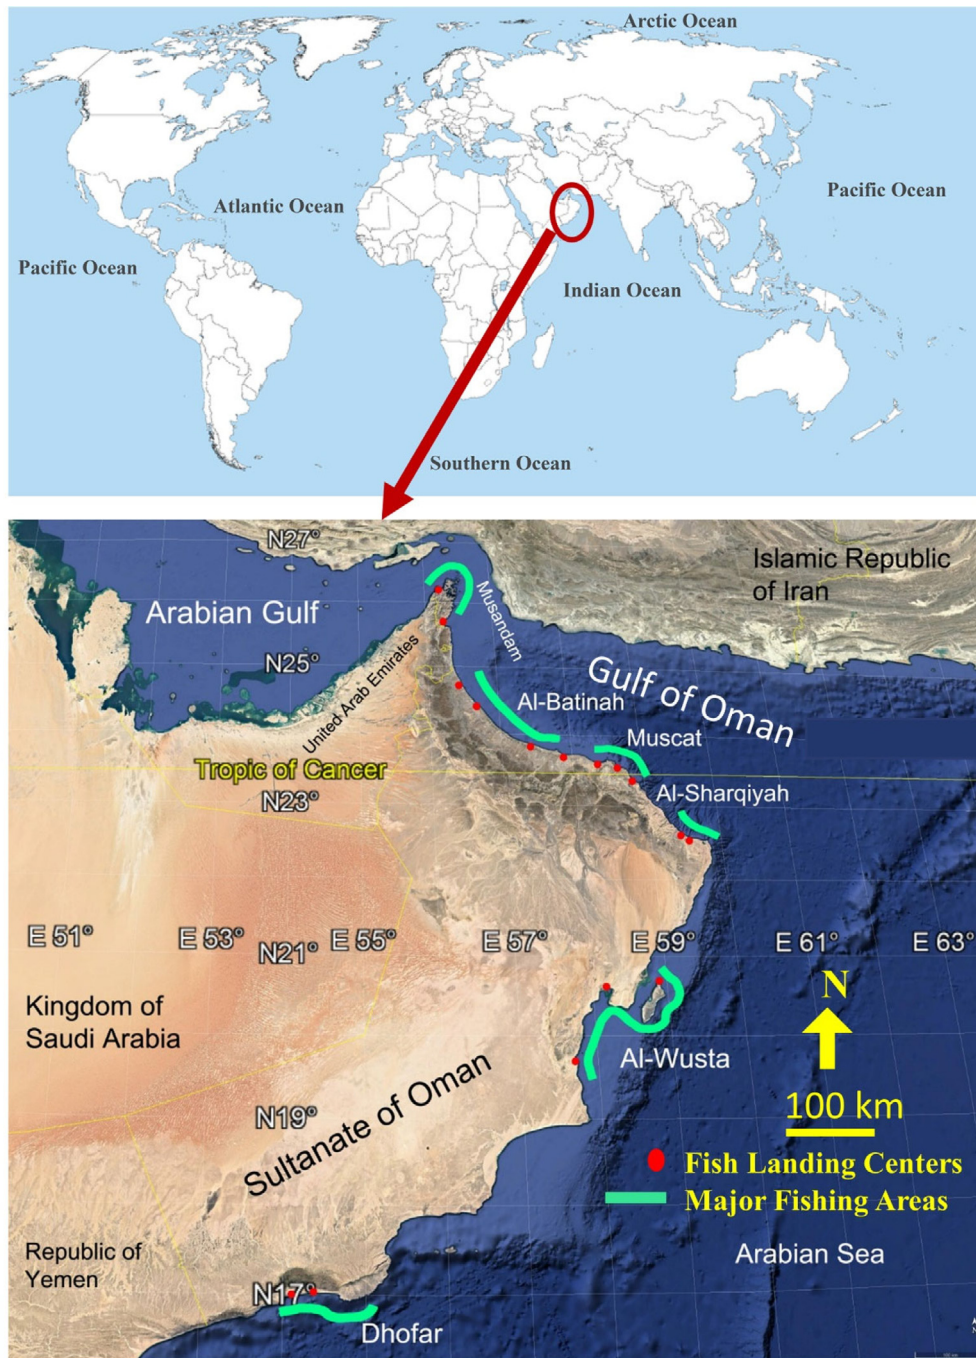 Arctic Ocean
Pacific Ocean
Atlantic Ocean
Pacific Ocean
Indian Ocean
Southern Ocean
N27°
Islamic Republic
of Iran
Arabian Gulf
Musandam
N25°
United Arab Emirates
Gulf of Oman
Al-Batinah
Muscat
Tropic of Cancer
Al-Sharqiyah
N23°
E 51°
E 53°
E 55°
E 57°
E 59°
E 61°
E 63°
N21°
Kingdom of
Saudi Arabia
N
Al-Wusta
Sultanate of Oman
100 km
N19°
Fish Landing Centers
Major Fishing Areas
Republic of
Yemen
Arabian Sea
N17°
Dhofar